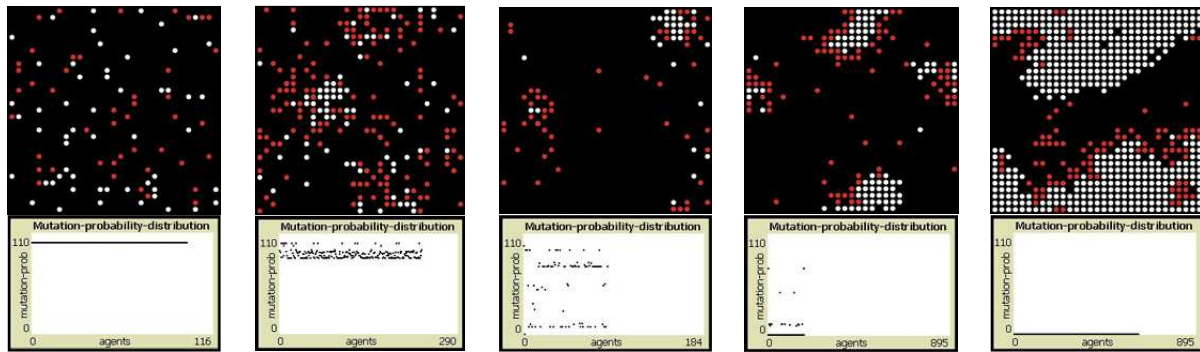 Mutation-probability-distribution
110
mutation-prob
0
0 agents 116
Mutation-probability-distribution
110
mutation-prob
0
0 agents 290
Mutation-probability-distribution
110
mutation-prob
0
0 agents 184
Mutation-probability-distribution
110
mutation-prob
0
0 agents 895
Mutation-probability-distribution
110
mutation-prob
0
0 agents 895